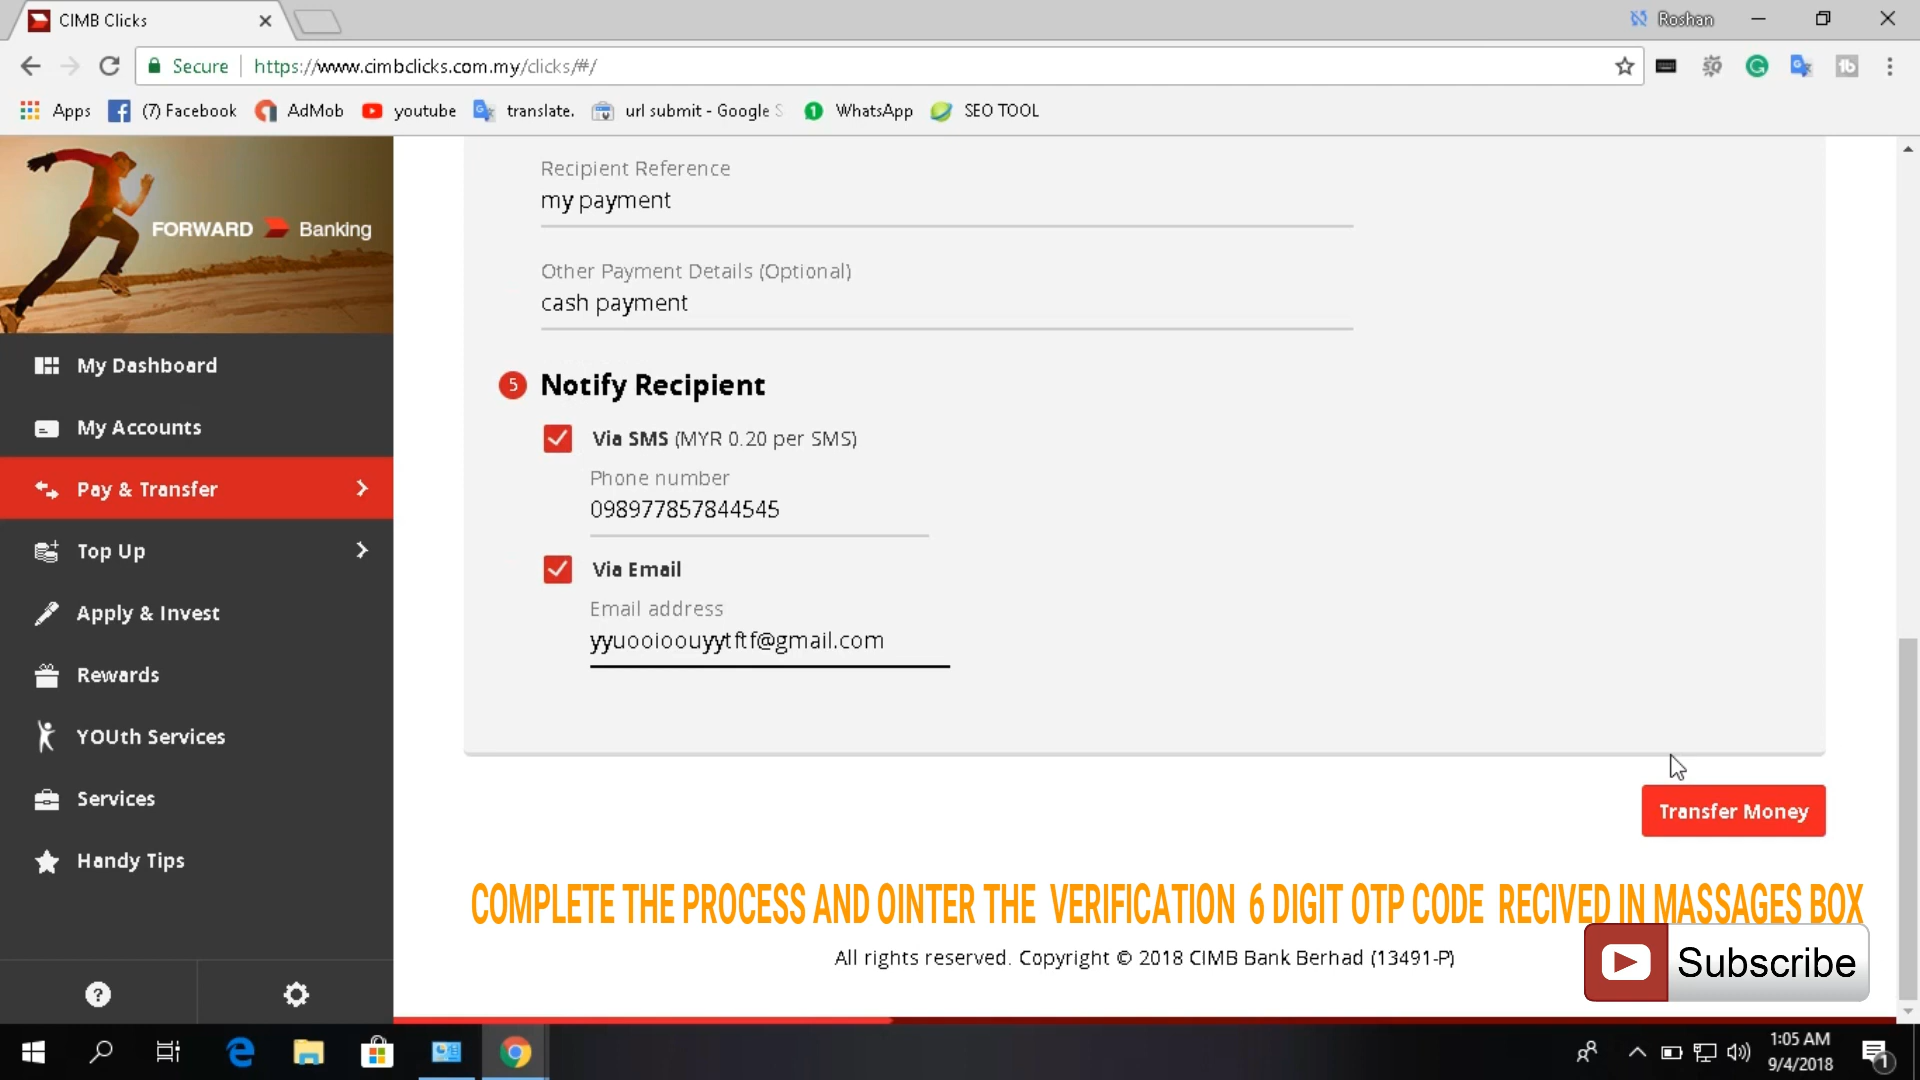 CIMB Clicks
Roshan
Secure
https://www.cimbclicks.com.my/clicks/#/
Apps
(7) Facebook
AdMob
youtube
translate.
url submit - Google S
WhatsApp
SEO TOOL
FORWARD Banking
My Dashboard
My Accounts
Pay & Transfer
Top Up
Apply & Invest
Rewards
YOUth Services
Services
Handy Tips
Recipient Reference
my payment
Other Payment Details (Optional)
cash payment
5 Notify Recipient
Via SMS (MYR 0.20 per SMS)
Phone number
098977857844545
Via Email
Email address
yyuooioouyytftf@gmail.com
Transfer Money
COMPLETE THE PROCESS AND OINTER THE VERIFICATION 6 DIGIT OTP CODE RECIVED IN MASSAGES BOX
All rights reserved. Copyright © 2018 CIMB Bank Berhad (13491-P)
Subscribe
1:05 AM
9/4/2018
1